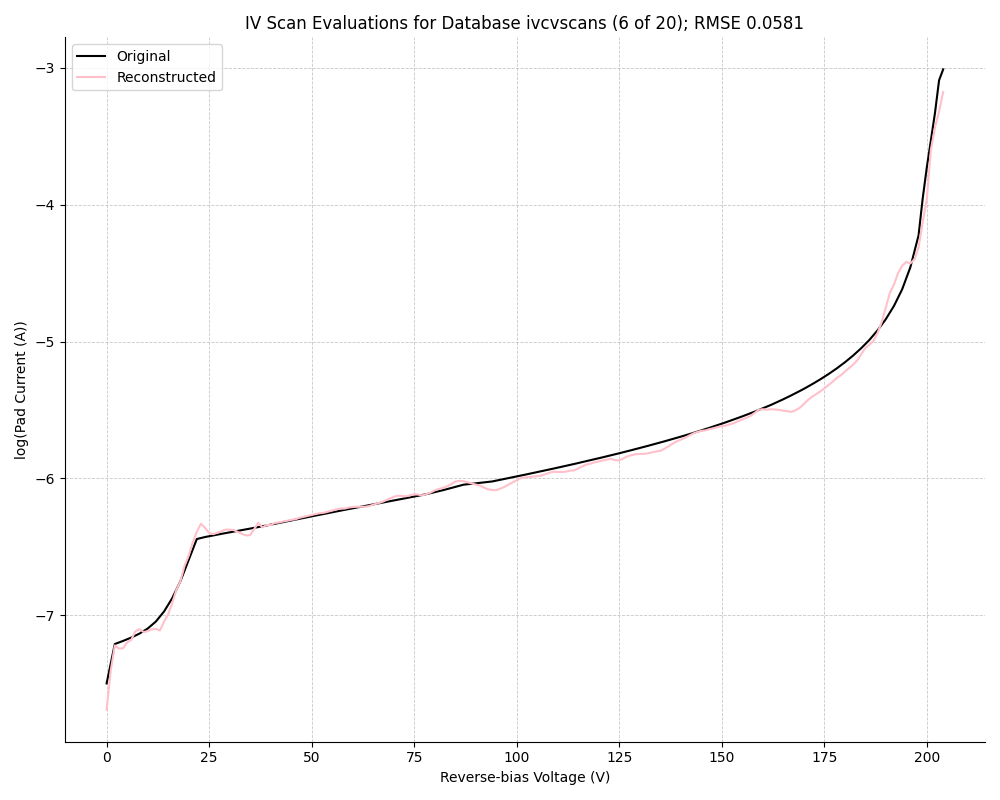 IV Scan Evaluations for Database ivcvscans (6 of 20); RMSE 0.0581
Original
Reconstructed
−3
−4
−5
−6
−7
log(Pad Current (A))
0 25 50 75 100 125 150 175 200
Reverse-bias Voltage (V)